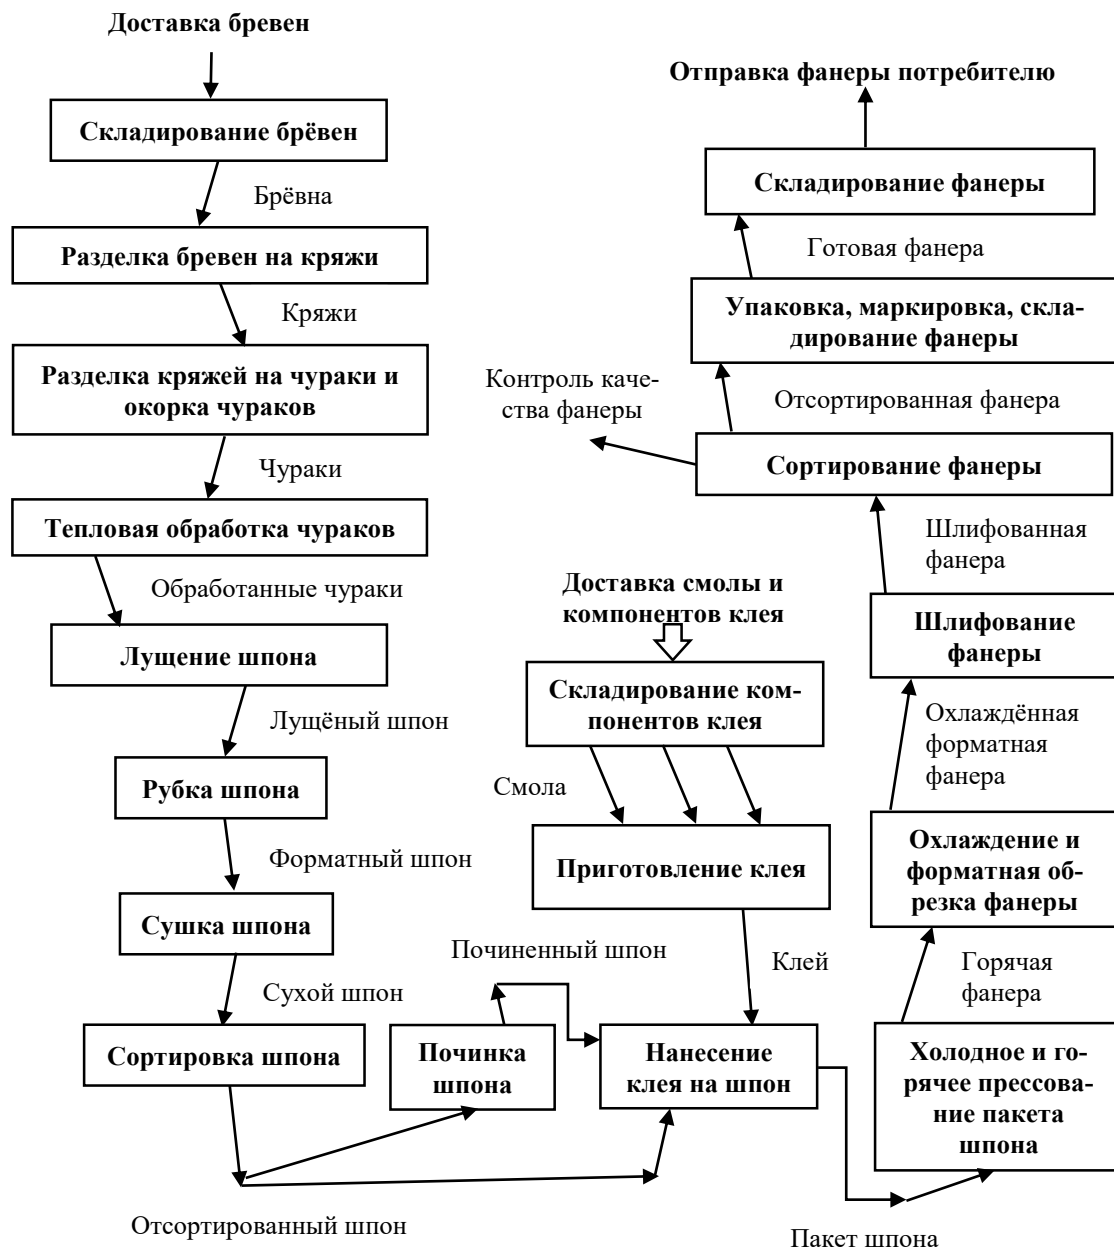 Доставка бревен
Складирование брёвен
Брёвна
Разделка бревен на кряжи
Кряжи
Разделка кряжей на чураки и
окорка чураков
Чураки
Тепловая обработка чураков
Обработанные чураки
Лущение шпона
Лущёный шпон
Рубка шпона
Форматный шпон
Сушка шпона
Сухой шпон
Сортировка шпона
Отсортированный шпон
Починка
шпона
Починенный шпон
Доставка смолы и
компонентов клея
Складирование ком-
понентов клея
Смола
Приготовление клея
Клей
Нанесение
клея на шпон
Пакет шпона
Холодное и го-
рячее прессова-
ние пакета
шпона
Горячая
фанера
Охлаждение и
форматная об-
резка фанеры
Охлаждённая
форматная
фанера
Шлифование
фанеры
Шлифованная
фанера
Сортирование фанеры
Контроль каче-
ства фанеры
Отсортированная фанера
Упаковка, маркировка, скла-
дирование фанеры
Готовая фанера
Складирование фанеры
Отправка фанеры потребителю